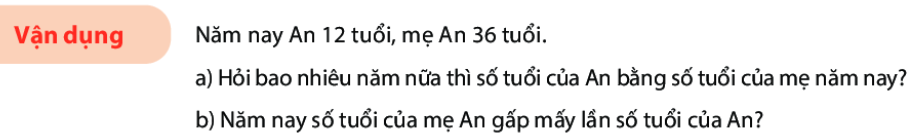 Vận dụng
Năm nay An 12 tuổi, mẹ An 36 tuổi.
a) Hỏi bao nhiêu năm nữa thì số tuổi của An bằng số tuổi của mẹ năm nay?
b) Năm nay số tuổi của mẹ An gấp mấy lần số tuổi của An?